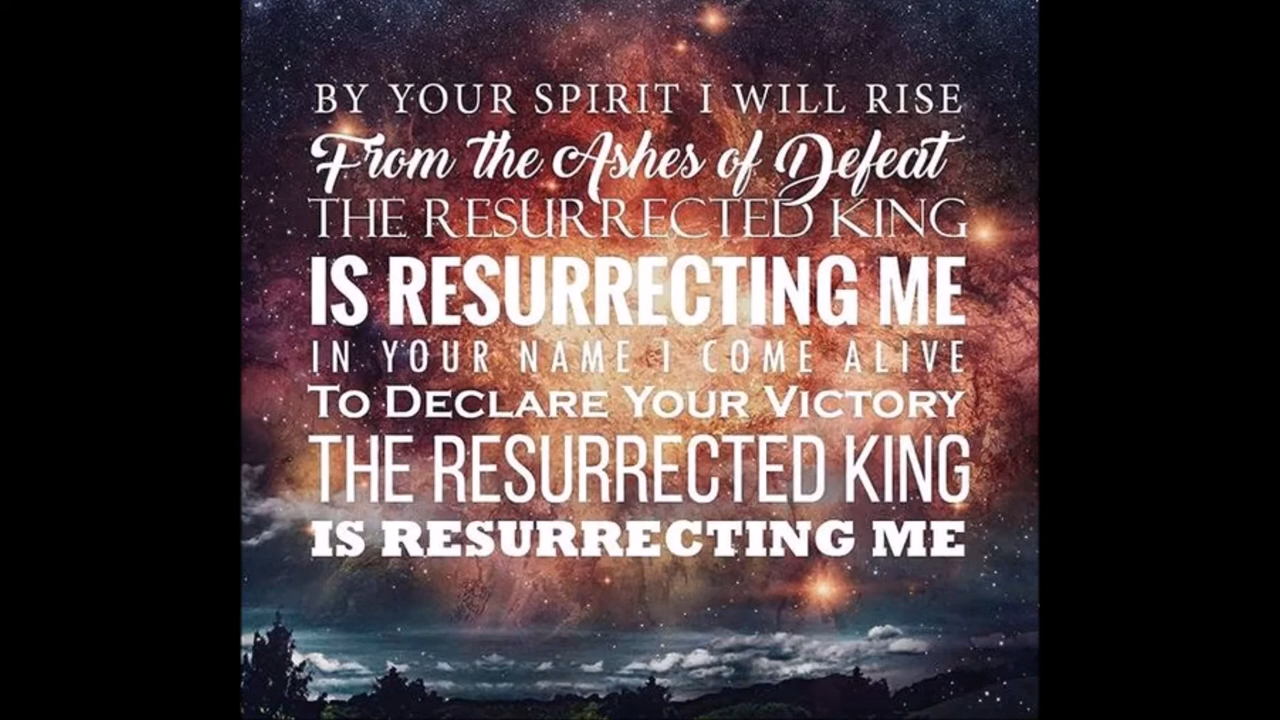 BY YOUR SPIRIT I WILL RISE
From the Ashes of Defeat
THE RESURRECTED KING
IS RESURRECTING ME
IN YOUR NAME I COME ALIVE
TO DECLARE YOUR VICTORY
THE RESURRECTED KING
IS RESURRECTING ME